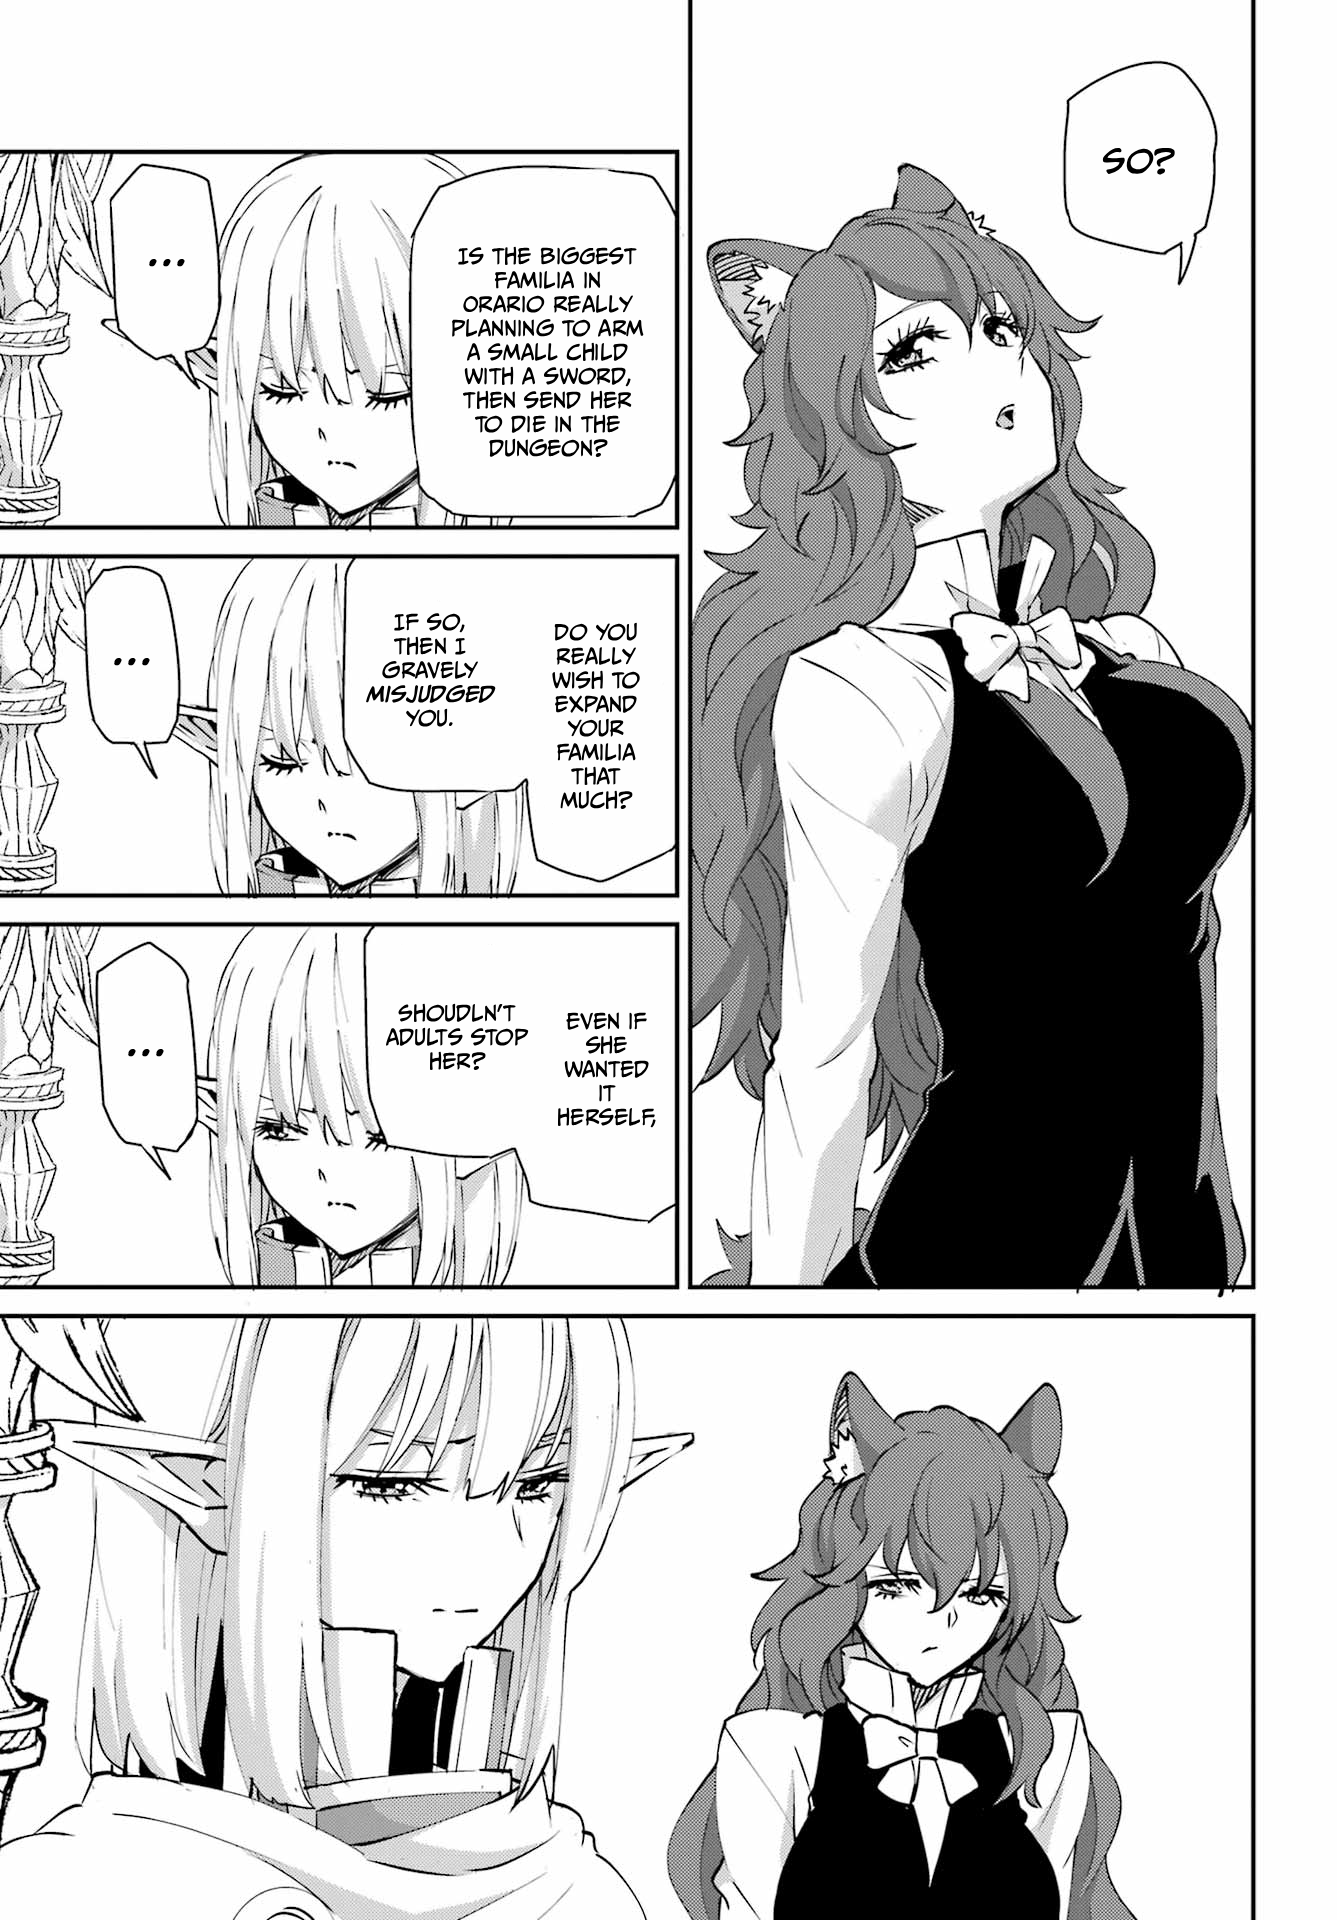 SO?
IS THE BIGGEST
FAMILIA IN
ORARIO REALLY
PLANNING TO ARM
A SMALL CHILD
WITH A SWORD,
THEN SEND HER
TO DIE IN THE
DUNGEON?
...
DO YOU
REALLY
WISH TO
EXPAND
YOUR
FAMILIA
THAT
MUCH?
IF SO,
THEN I
GRAVELY
MISJUDGED
YOU.
...
EVEN IF
SHE
WANTED
IT
HERSELF,
SHOUDLN'T
ADULTS STOP
HER?
...